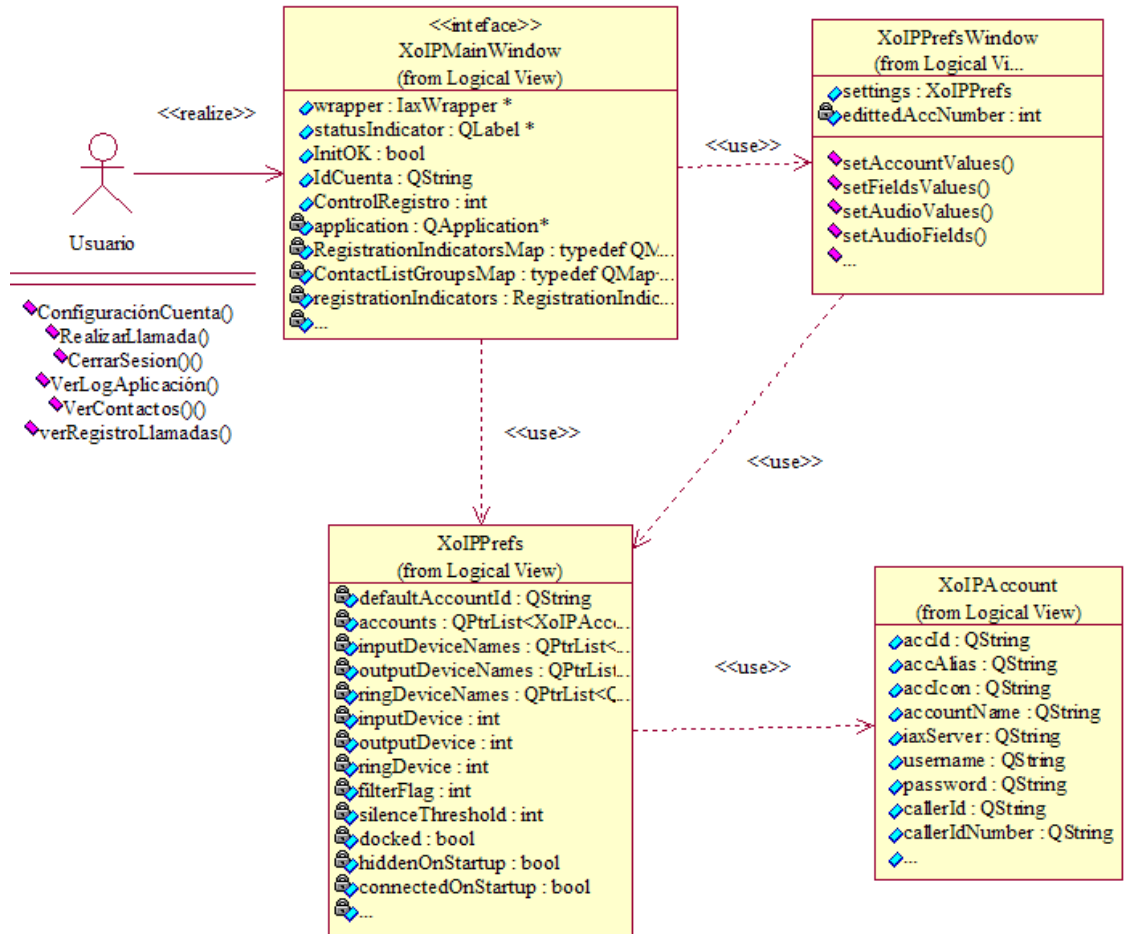 <<inteface>>
XoIPMainWindow
(from Logical View)
wrapper : IaxWrapper *
statusIndicator : QLabel *
InitOK : bool
IdCuenta : QString
ControlRegistro : int
application : QApplication*
RegistrationIndicatorsMap : typedef QM...
ContactListGroupsMap : typedef QMap...
registrationIndicators : RegistrationIndic...
...
XoIPPrefsWindow
(from Logical Vi...
settings : XoIPPrefs
edittedAccNumber : int
setAccountValues()
setFieldsValues()
setAudioValues()
setAudioFields()
...
<<realize>>
<<use>>
Usuario
ConfiguraciónCuenta()
RealizarLlamada()
CerrarSesion()()
VerLogAplicación()
VerContactos()()
verRegistroLlamadas()
<<use>>
<<use>>
XoIPPrefs
(from Logical View)
defaultAccountId : QString
accounts : QPtrList<XoIPAcc...
inputDeviceNames : QPtrList<...
outputDeviceNames : QPtrList...
ringDeviceNames : QPtrList<Q...
inputDevice : int
outputDevice : int
ringDevice : int
filterFlag : int
silenceThreshold : int
docked : bool
hiddenOnStartup : bool
connectedOnStartup : bool
...
<<use>>
XoIPAccount
(from Logical View)
accId : QString
accAlias : QString
accIcon : QString
accountName : QString
iaxServer : QString
username : QString
password : QString
callerId : QString
callerIdNumber : QString
...